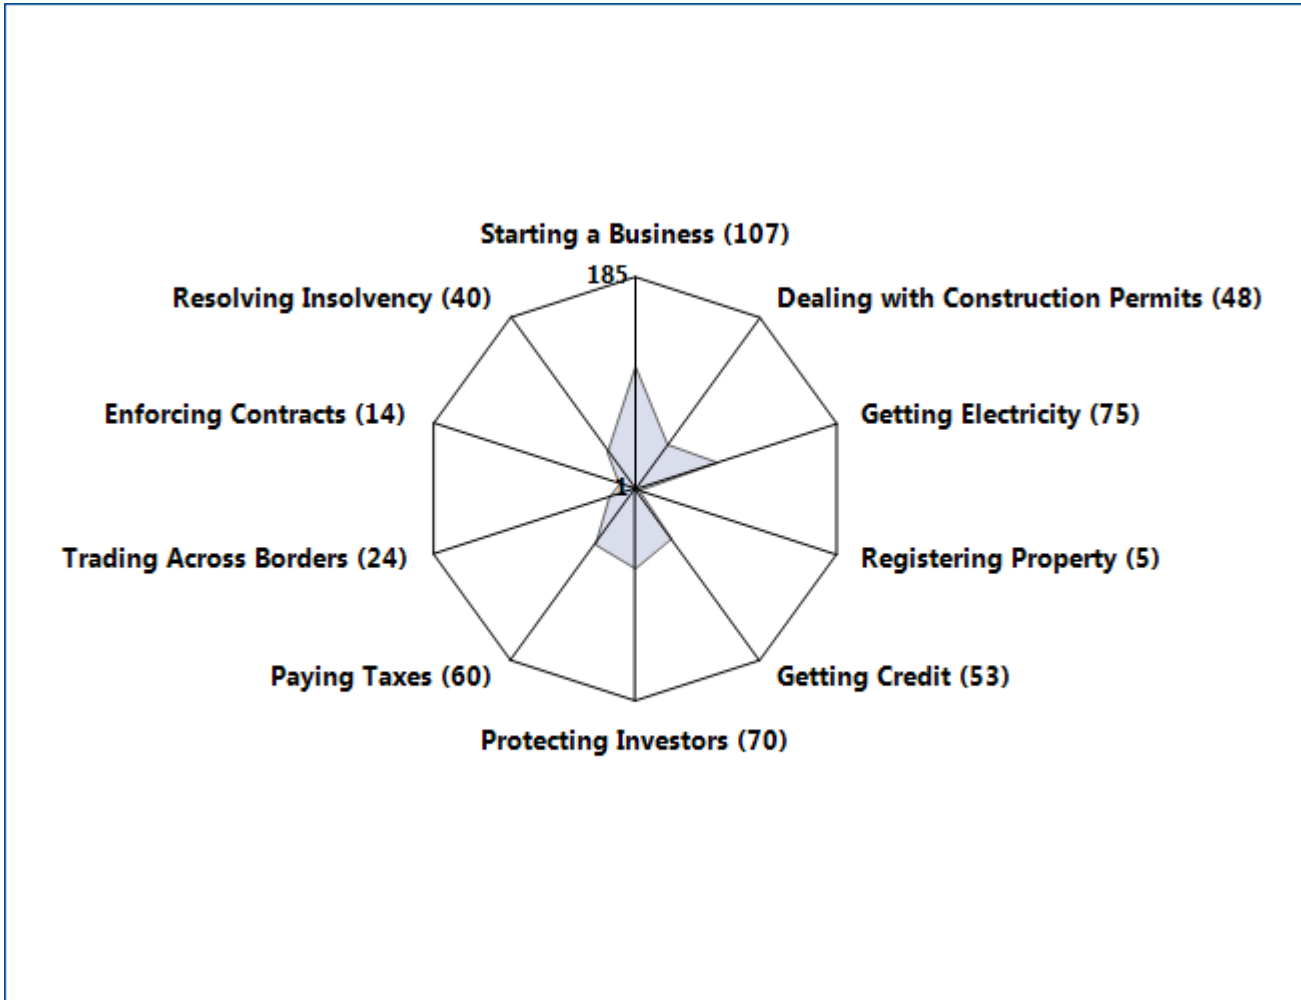 Starting a Business (107)
185
Resolving Insolvency (40)
Dealing with Construction Permits (48)
Enforcing Contracts (14)
Getting Electricity (75)
1
Trading Across Borders (24)
Registering Property (5)
Paying Taxes (60)
Getting Credit (53)
Protecting Investors (70)